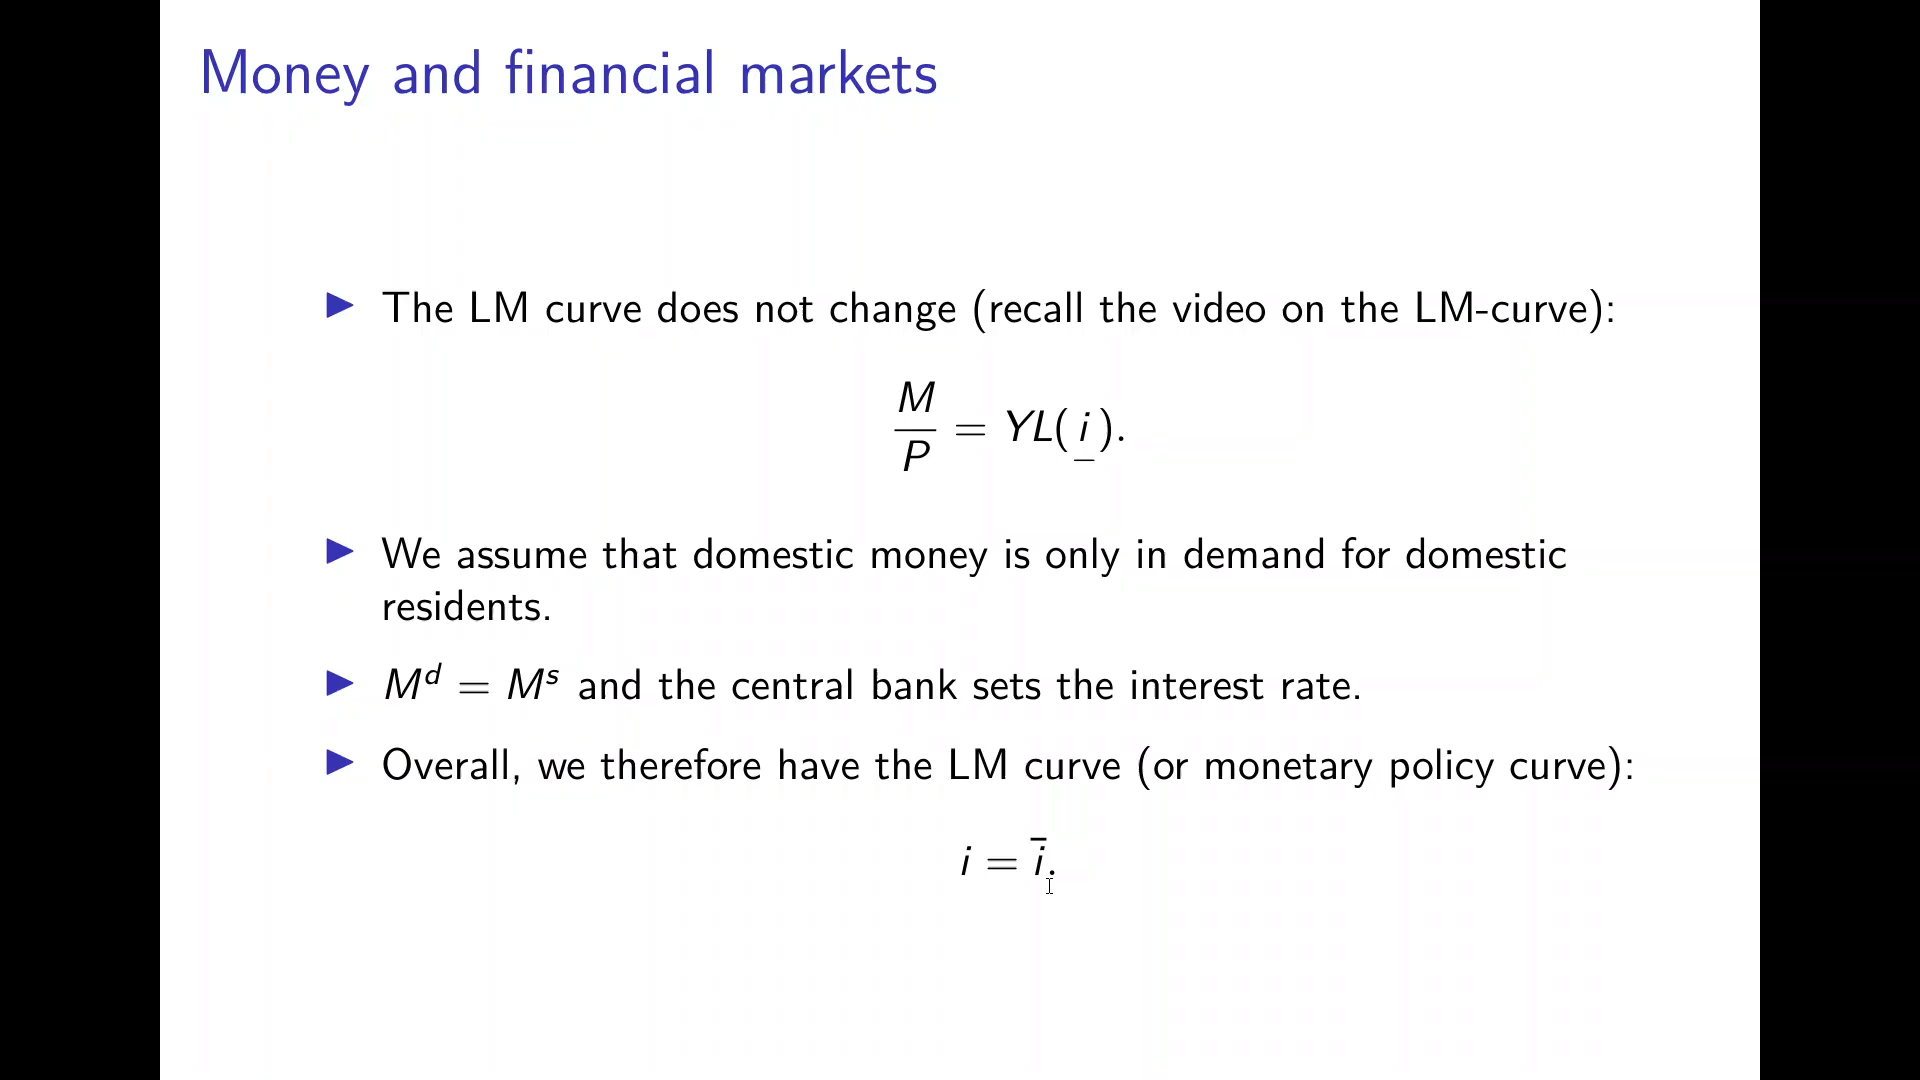 Money and financial markets
▶ The LM curve does not change (recall the video on the LM-curve):
M
P
= YL( i ).
−
▶ We assume that domestic money is only in demand for domestic
residents.
▶ Mᵈ = Mˢ and the central bank sets the interest rate.
▶ Overall, we therefore have the LM curve (or monetary policy curve):
i = i̅.